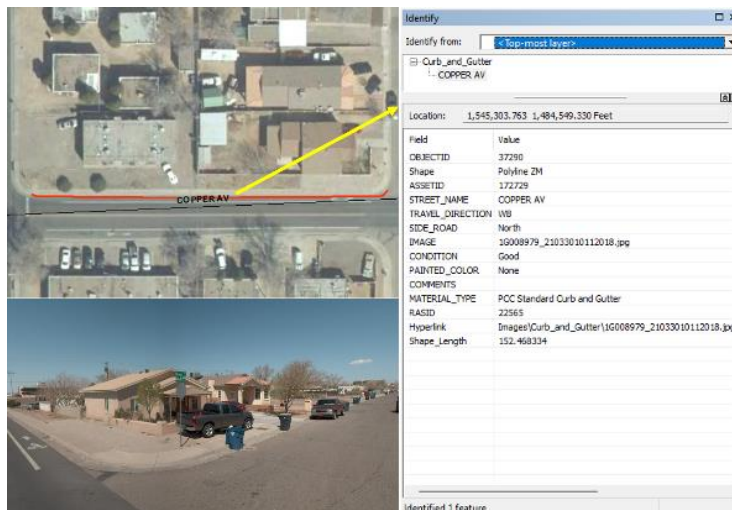 COPPER AV
Identify
Identify from: <Top-most layer>
Curb_and_Gutter
COPPER AV
Location: 1,545,303.763 1,484,549.330 Feet
Field Value
OBJECTID 37290
Shape Polyline ZM
ASSETID 172729
STREET_NAME COPPER AV
TRAVEL_DIRECTION WB
SIDE_ROAD North
IMAGE 1G008979_21033010112018.jpg
CONDITION Good
PAINTED_COLOR None
COMMENTS
MATERIAL_TYPE PCC Standard Curb and Gutter
RASID 22565
Hyperlink Images\Curb_and_Gutter\1G008979_21033010112018.jpg
Shape_Length 152.468334
Identified 1 feature